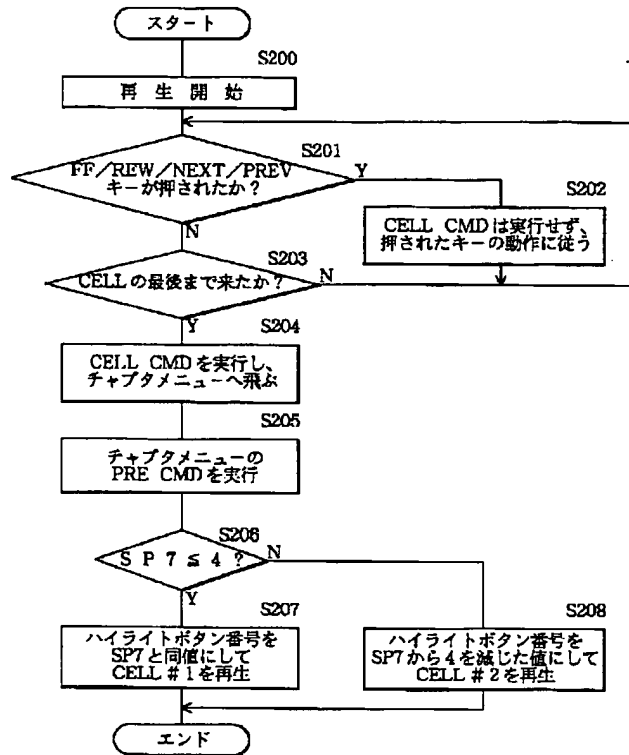 スタート
S200
再 生 開 始
S201
FF/REW/NEXT/PREV
キーが押されたか?
Y
N
S202
CELL CMDは実行せず、
押されたキーの動作に従う
S203
CELLの最後まで来たか?
N
Y
S204
CELL CMDを実行し、
チャプタメニューへ飛ぶ
S205
チャプタメニューの
PRE CMDを実行
S206
SP7≦4?
N
Y
S207
ハイライトボタン番号を
SP7と同値にして
CELL#1を再生
S208
ハイライトボタン番号を
SP7から4を減じた値にして
CELL#2を再生
エンド